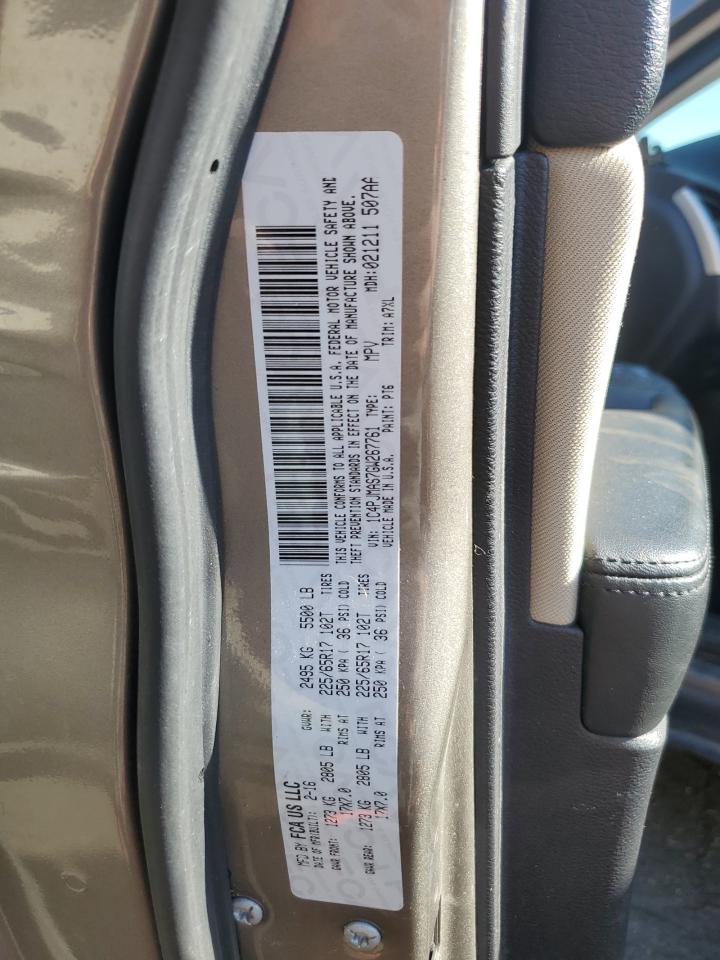 MFD BY FCA US LLC
DATE OF MFR(BUILT): 2-16 GVWR: 2495 KG 5500 LB
GAWR FRONT: 1273 KG 2805 LB WITH 225/65R17 102T TIRES
17X7.0 RIMS AT 250 KPA ( 36 PSI) COLD
GAWR REAR: 1273 KG 2805 LB WITH 225/65R17 102T TIRES
17X7.0 RIMS AT 250 KPA ( 36 PSI) COLD
THIS VEHICLE CONFORMS TO ALL APPLICABLE U.S.A. FEDERAL MOTOR VEHICLE SAFETY AND
THEFT PREVENTION STANDARDS IN EFFECT ON THE DATE OF MANUFACTURE SHOWN ABOVE.
VIN: 1C4PJMAS7GW267761 TYPE: MPV MDH:021211 507AA
VEHICLE MADE IN U.S.A. PAINT: PT6 TRIM: A7XL